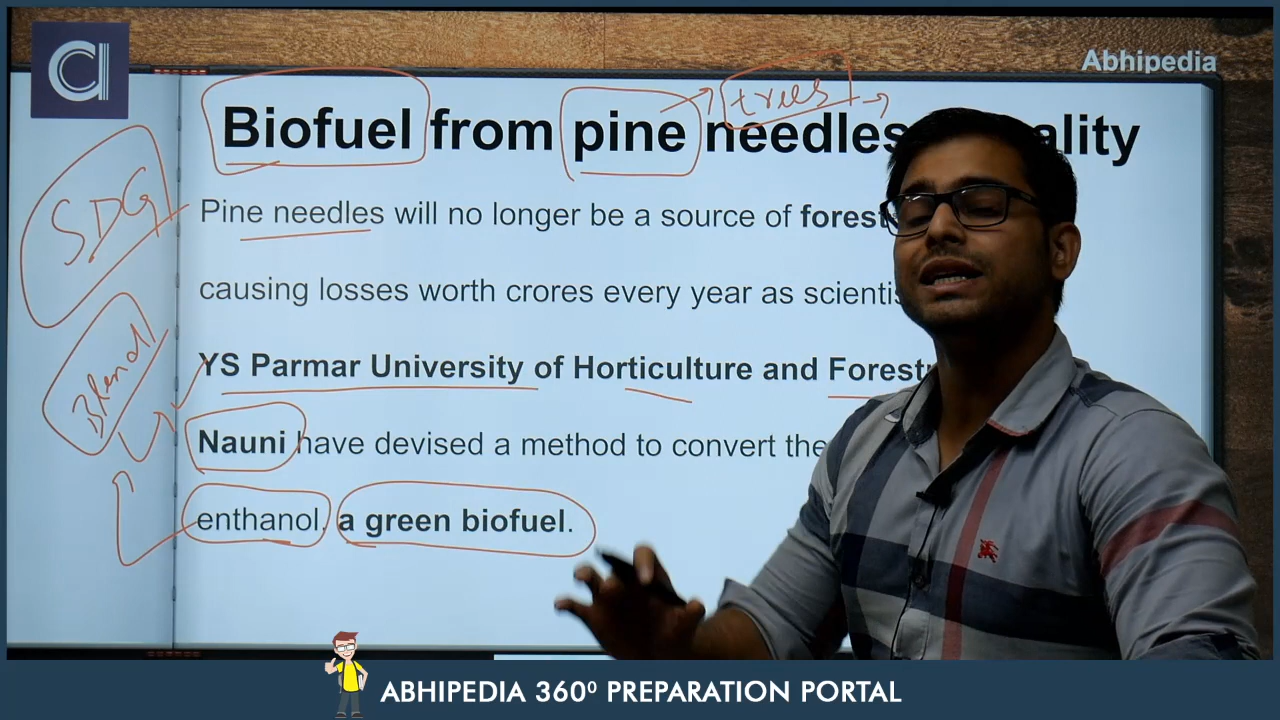 Abhipedia
trees
Biofuel from pine needles ality
SDG
Pine needles will no longer be a source of forest
causing losses worth crores every year as scientis
Blend
YS Parmar University of Horticulture and Forest
Nauni have devised a method to convert the
enthanol, a green biofuel.
ABHIPEDIA 360º PREPARATION PORTAL